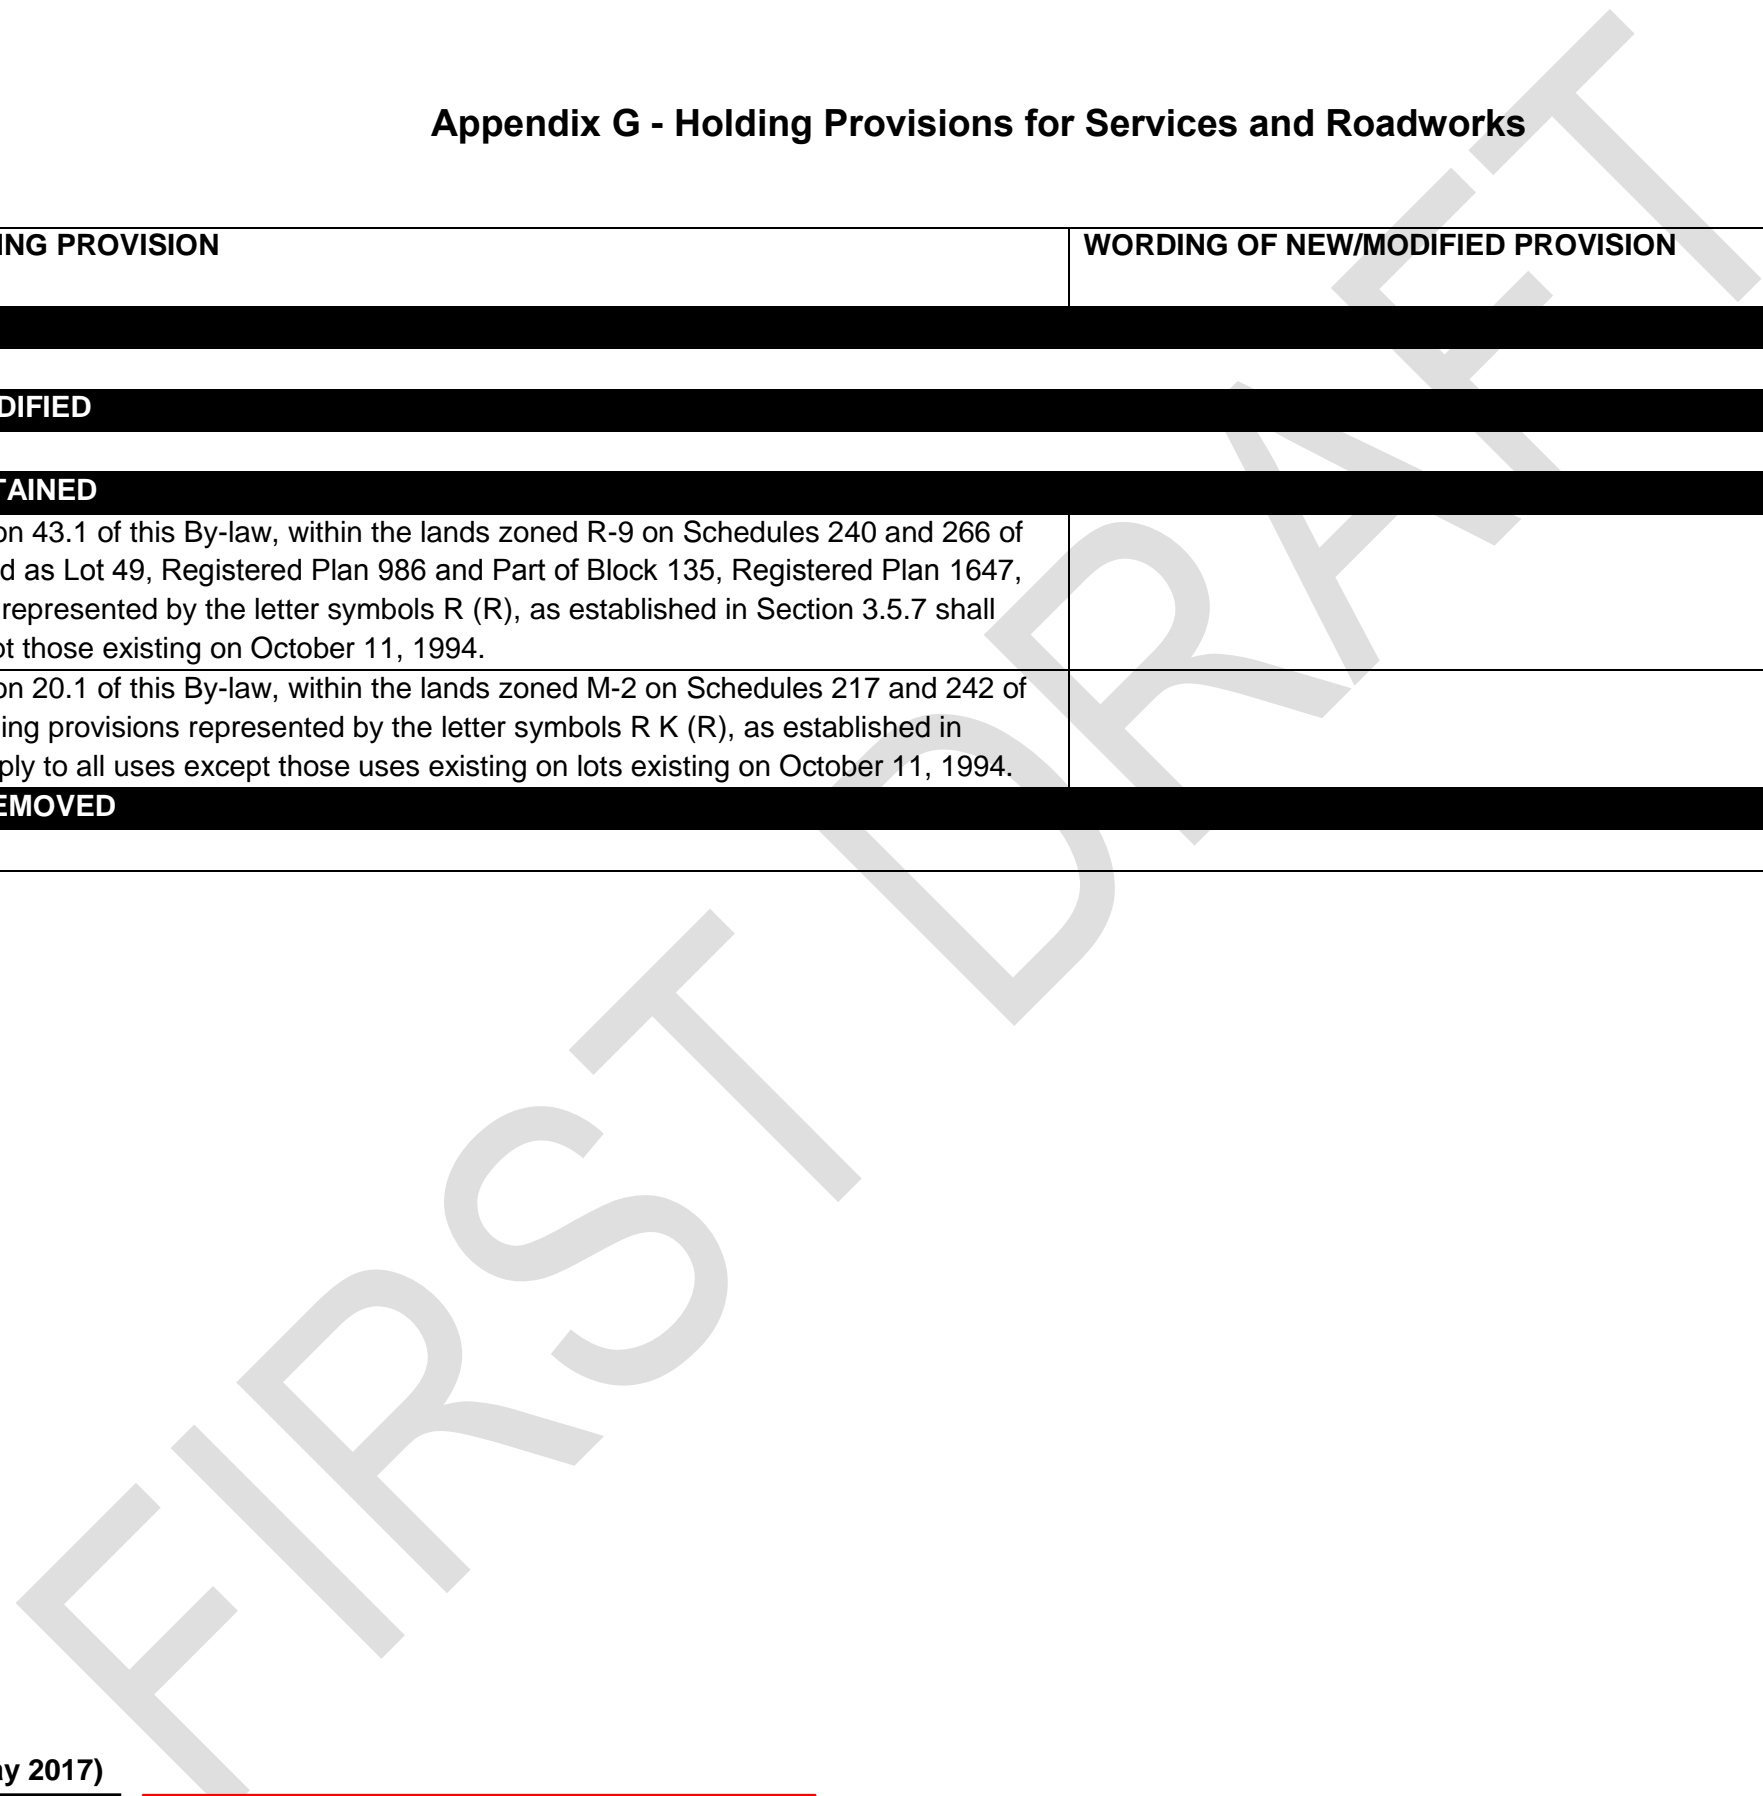 Appendix G - Holding Provisions for Services and Roadworks
ING PROVISION
WORDING OF NEW/MODIFIED PROVISION
DIFIED
TAINED
on 43.1 of this By-law, within the lands zoned R-9 on Schedules 240 and 266 of
d as Lot 49, Registered Plan 986 and Part of Block 135, Registered Plan 1647,
represented by the letter symbols R (R), as established in Section 3.5.7 shall
ot those existing on October 11, 1994.
on 20.1 of this By-law, within the lands zoned M-2 on Schedules 217 and 242 of
ing provisions represented by the letter symbols R K (R), as established in
ply to all uses except those uses existing on lots existing on October 11, 1994.
EMOVED
FIRST DRAFT
ay 2017)